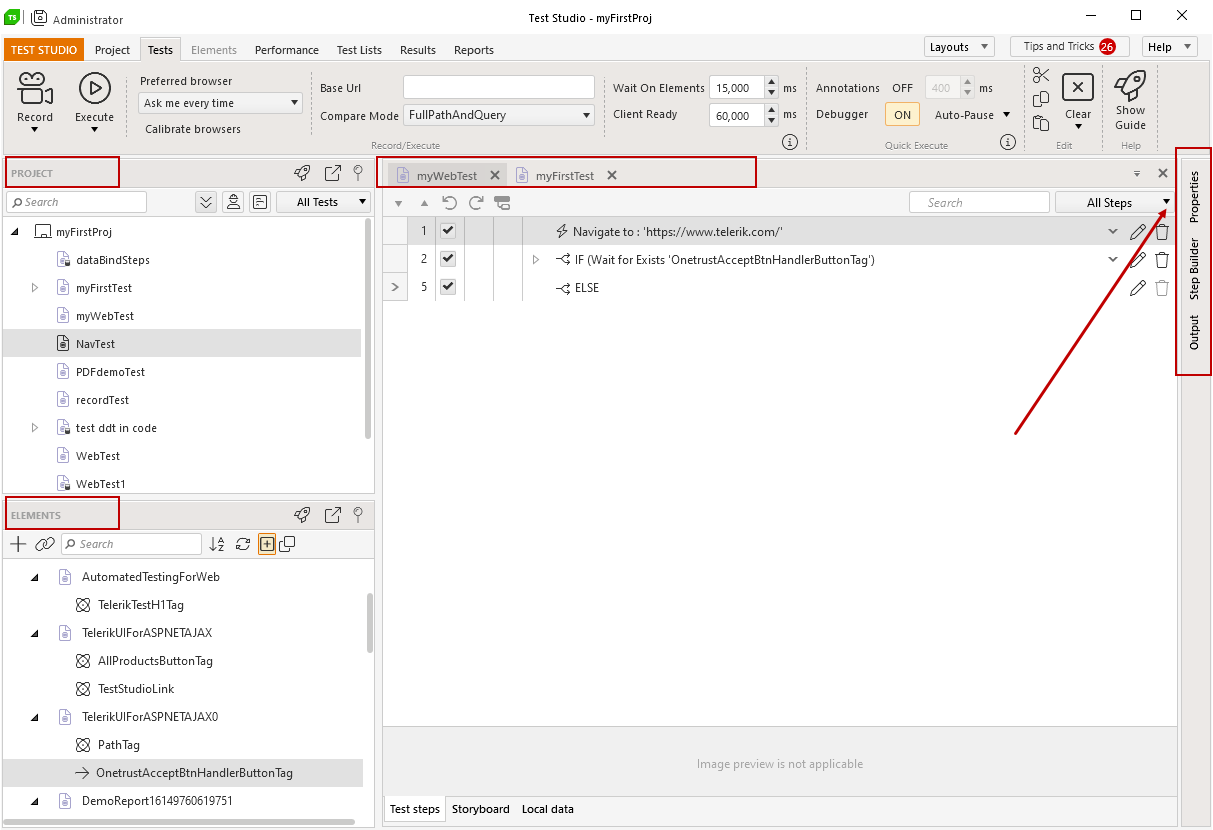 TS Administrator Test Studio - myFirstProj
TEST STUDIO Project Tests Elements Performance Test Lists Results Reports Layouts Tips and Tricks 26 Help
Record
Execute
Preferred browser
Ask me every time
Calibrate browsers
Base Url
Compare Mode FullPathAndQuery
Record/Execute
Wait On Elements 15,000 ms
Client Ready 60,000 ms
Annotations OFF 400 ms
Debugger ON Auto-Pause
Quick Execute
Clear
Edit
Show
Guide
Help
PROJECT
Search All Tests
myFirstProj
dataBindSteps
myFirstTest
myWebTest
NavTest
PDFdemoTest
recordTest
test ddt in code
WebTest
WebTest1
ELEMENTS
Search
AutomatedTestingForWeb
TelerikTestH1Tag
TelerikUIForASPNETAJAX
AllProductsButtonTag
TestStudioLink
TelerikUIForASPNETAJAX0
PathTag
OnetrustAcceptBtnHandlerButtonTag
DemoReport16149760619751
myWebTest myFirstTest
Search All Steps
1 Navigate to : 'https://www.telerik.com/'
2 IF (Wait for Exists 'OnetrustAcceptBtnHandlerButtonTag')
5 ELSE
Image preview is not applicable
Test steps Storyboard Local data
Properties
Step Builder
Output